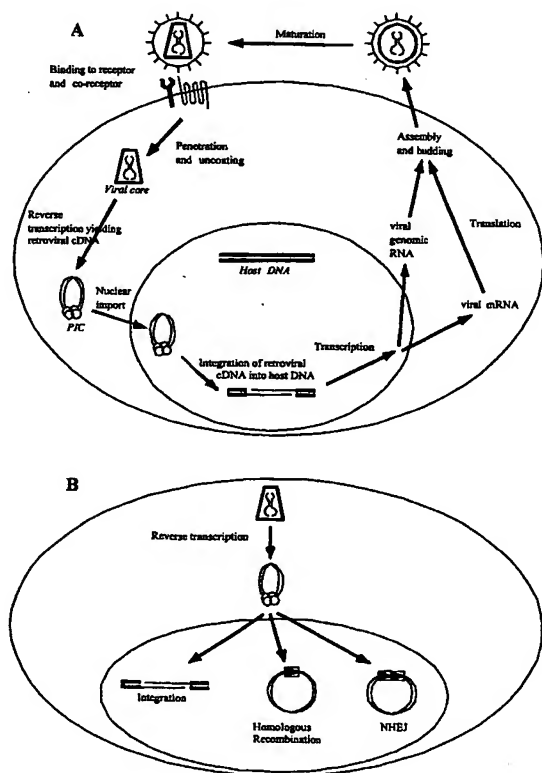 A
Maturation
Binding to receptor
and co-receptor
Penetration
and uncoating
Viral core
Assembly
and budding
Reverse
transcription yielding
retroviral cDNA
viral
genomic
RNA
Translation
Host DNA
Nuclear
import
PIC
viral mRNA
Transcription
Integration of retroviral
cDNA into host DNA
B
Reverse transcription
Integration
Homologous
Recombination
NHEJ